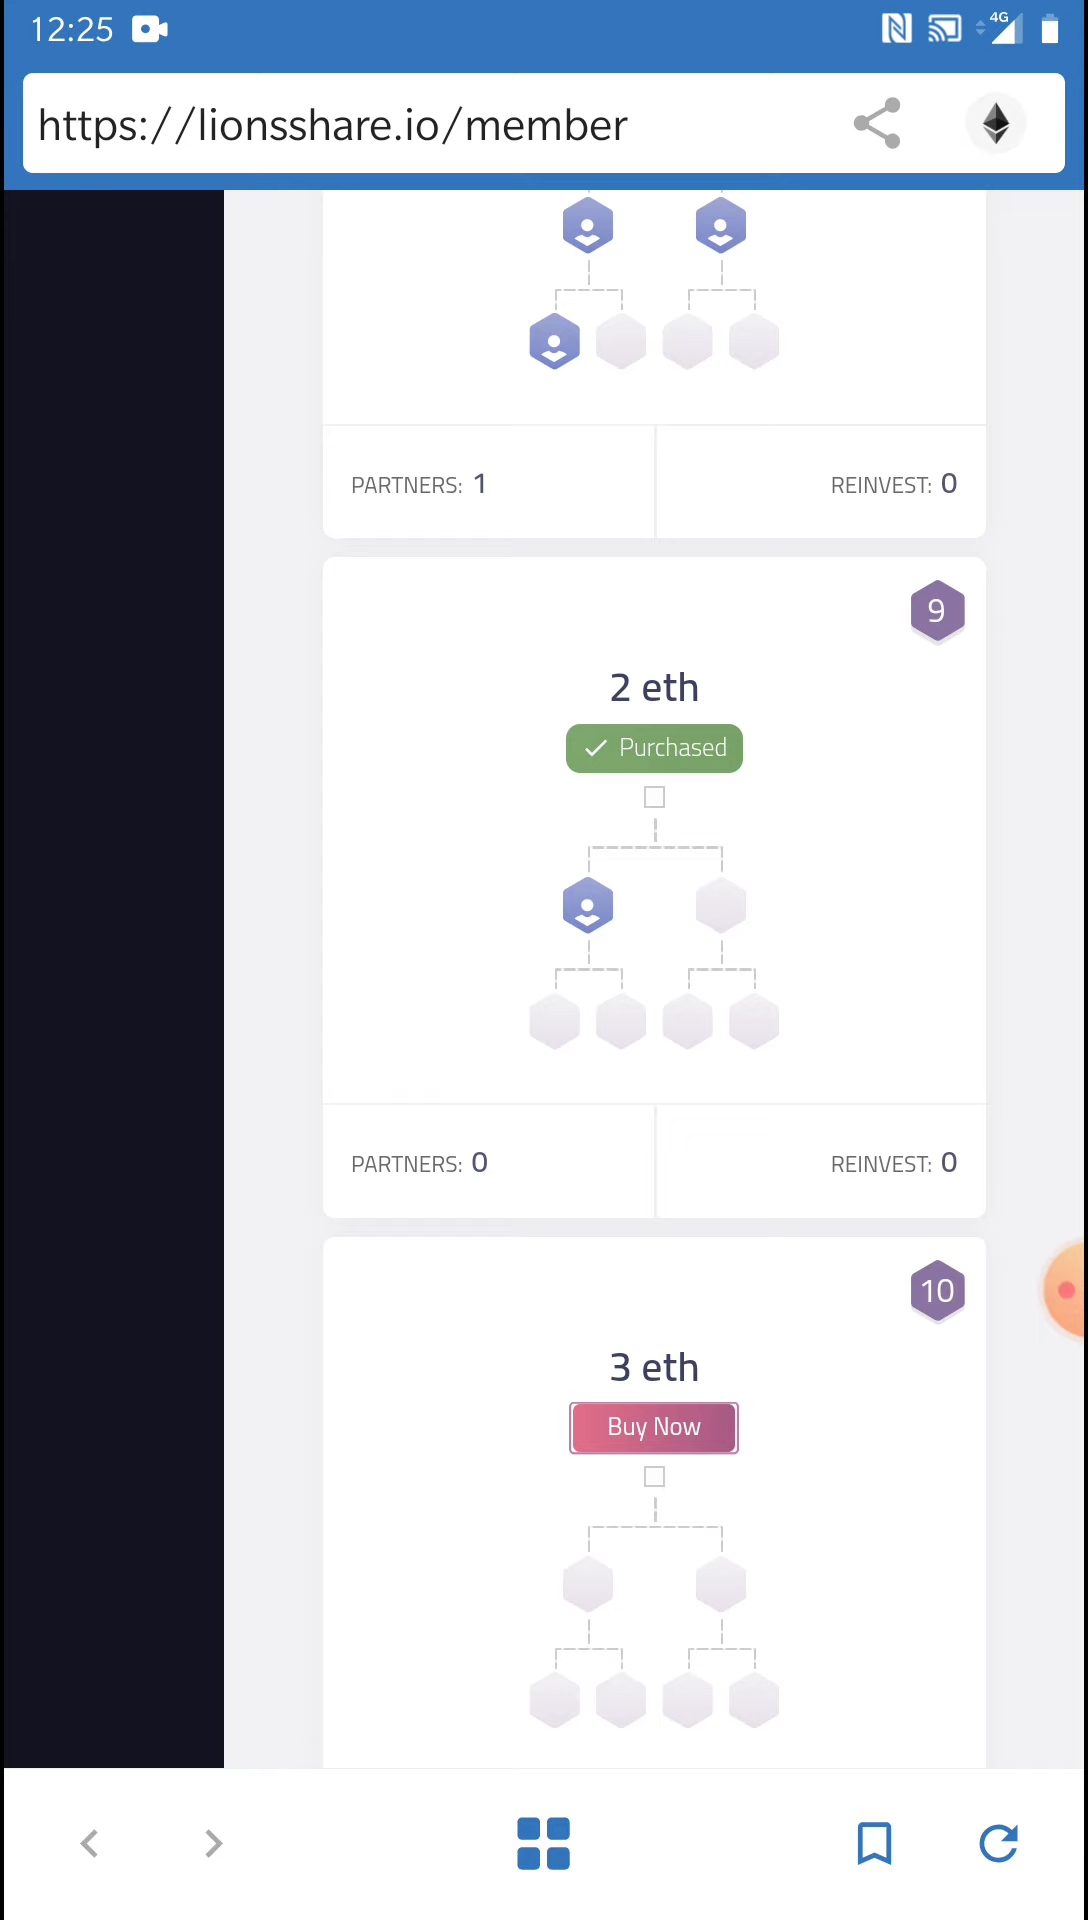 12:25
4G
https://lionsshare.io/member
PARTNERS: 1
REINVEST: 0
9
2 eth
Purchased
PARTNERS: 0
REINVEST: 0
10
3 eth
Buy Now